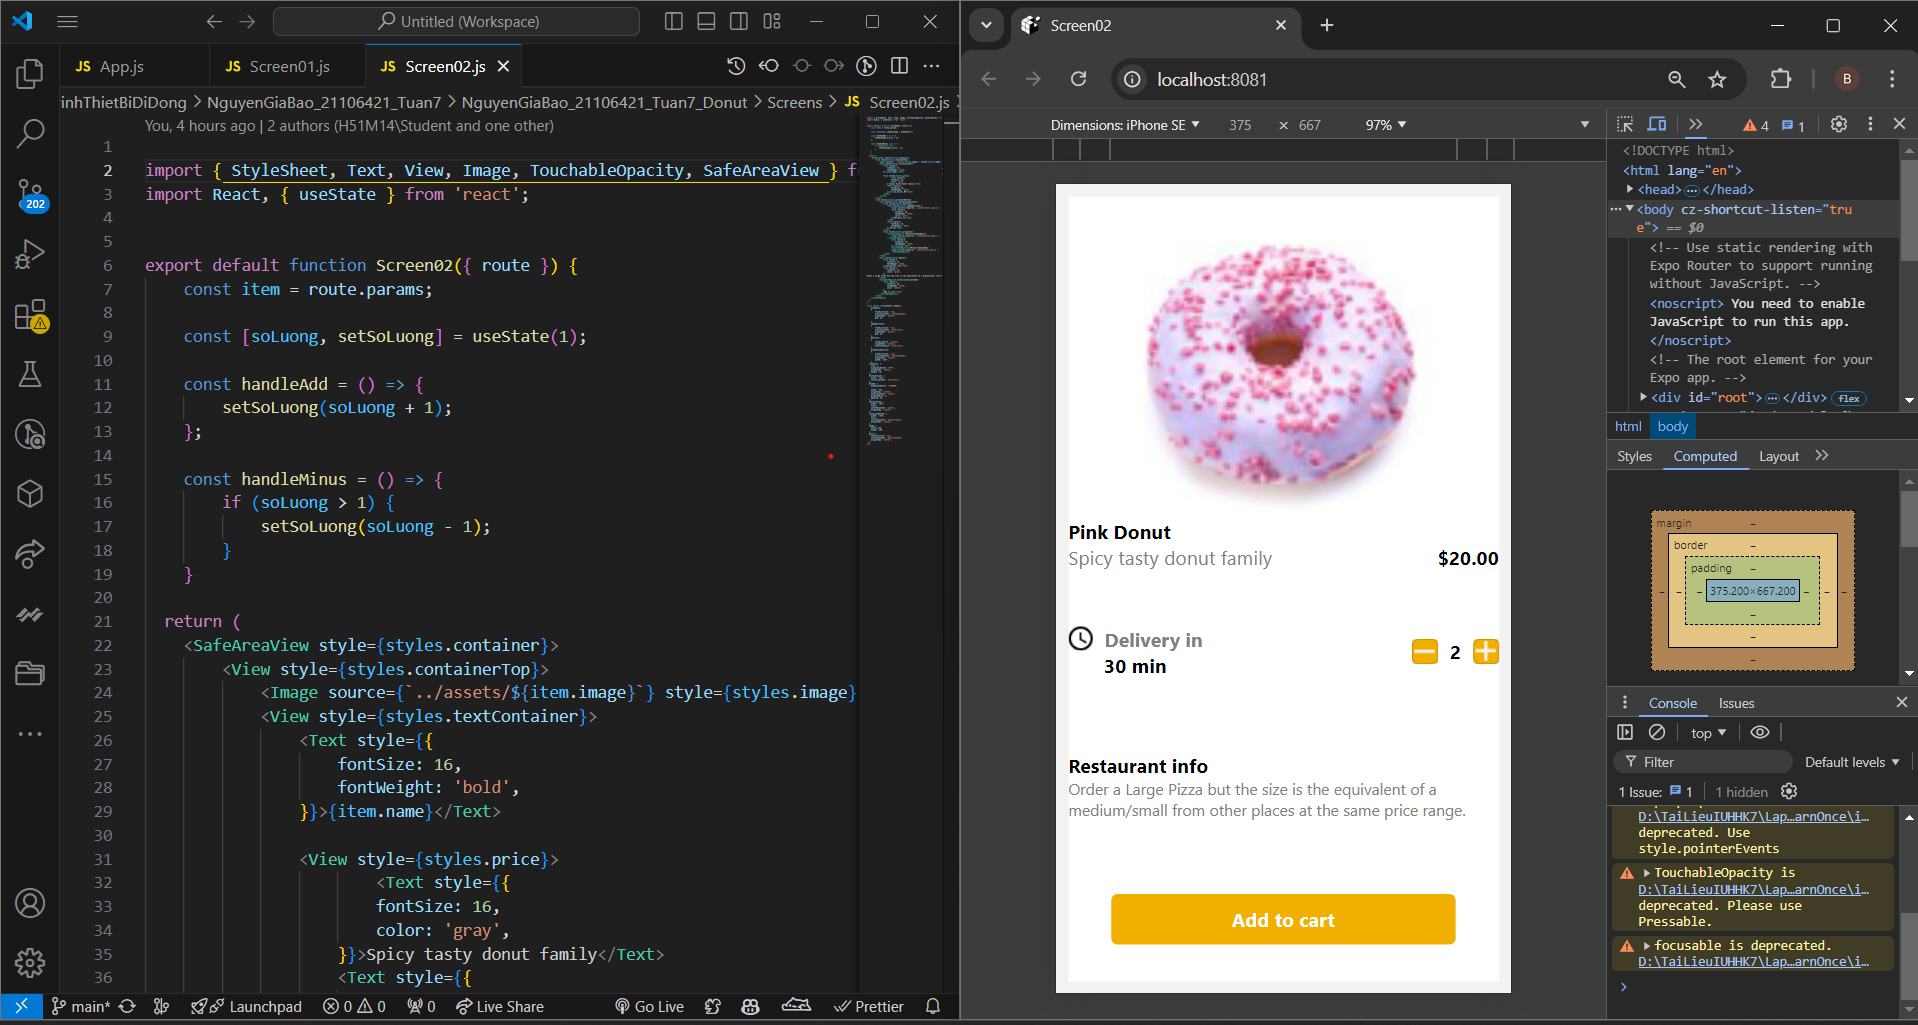 Untitled (Workspace)
JS App.js
JS Screen01.js
JS Screen02.js
inhThietBiDiDong > NguyenGiaBao_21106421_Tuan7 > NguyenGiaBao_21106421_Tuan7_Donut > Screens > JS Screen02.js >
You, 4 hours ago | 2 authors (H51M14\Student and one other)
1
2 import { StyleSheet, Text, View, Image, TouchableOpacity, SafeAreaView } f
3 import React, { useState } from 'react';
4
5
6 export default function Screen02({ route }) {
7 const item = route.params;
8
9 const [soLuong, setSoLuong] = useState(1);
10
11 const handleAdd = () => {
12 setSoLuong(soLuong + 1);
13 };
14
15 const handleMinus = () => {
16 if (soLuong > 1) {
17 setSoLuong(soLuong - 1);
18 }
19 }
20
21 return (
22 <SafeAreaView style={styles.container}>
23 <View style={styles.containerTop}>
24 <Image source={`../assets/${item.image}`} style={styles.image}
25 <View style={styles.textContainer}>
26 <Text style={{
27 fontSize: 16,
28 fontWeight: 'bold',
29 }}>{item.name}</Text>
30
31 <View style={styles.price}>
32 <Text style={{
33 fontSize: 16,
34 color: 'gray',
35 }}>Spicy tasty donut family</Text>
36 <Text style={{
202
main*
Launchpad
0 0
0
Live Share
Go Live
Prettier
Screen02
localhost:8081
B
Dimensions: iPhone SE 375 × 667 97%
Pink Donut
Spicy tasty donut family
$20.00
Delivery in
30 min
2
Restaurant info
Order a Large Pizza but the size is the equivalent of a
medium/small from other places at the same price range.
Add to cart
4 1
<!DOCTYPE html>
<html lang="en">
<head> </head>
<body cz-shortcut-listen="tru
e"> == $0
<!-- Use static rendering with
Expo Router to support running
without JavaScript. -->
<noscript> You need to enable
JavaScript to run this app.
</noscript>
<!-- The root element for your
Expo app. -->
<div id="root"> </div> flex
html body
Styles Computed Layout
margin -
border -
padding -
- - - 375.200×667.200 - - -
-
-
-
Console Issues
top
Filter Default levels
1 Issue: 1 1 hidden
D:\TaiLieuIUHHK7\Lap…arnOnce\i…
deprecated. Use
style.pointerEvents
TouchableOpacity is
D:\TaiLieuIUHHK7\Lap…arnOnce\i…
deprecated. Please use
Pressable.
focusable is deprecated.
D:\TaiLieuIUHHK7\Lap…arnOnce\i…